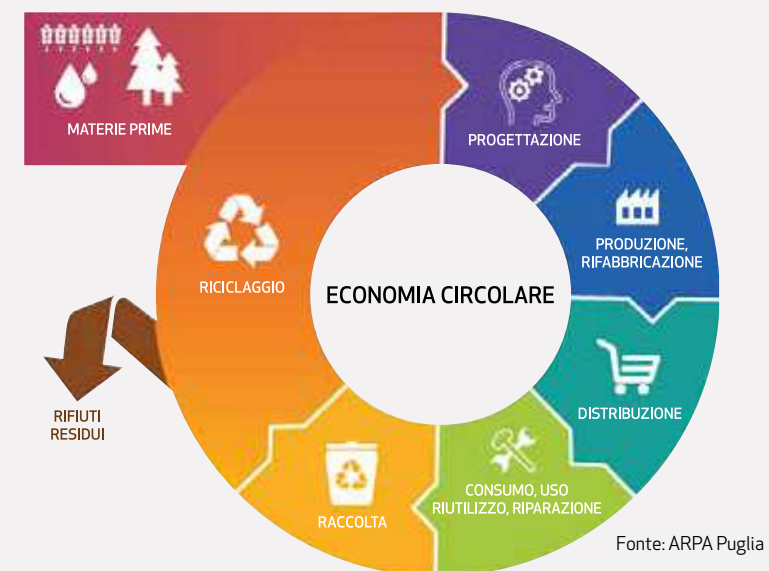 MATERIE PRIME
PROGETTAZIONE
PRODUZIONE,
RIFABBRICAZIONE
RICICLAGGIO
ECONOMIA CIRCOLARE
DISTRIBUZIONE
RIFIUTI
RESIDUI
CONSUMO, USO
RIUTILIZZO, RIPARAZIONE
RACCOLTA
Fonte: ARPA Puglia